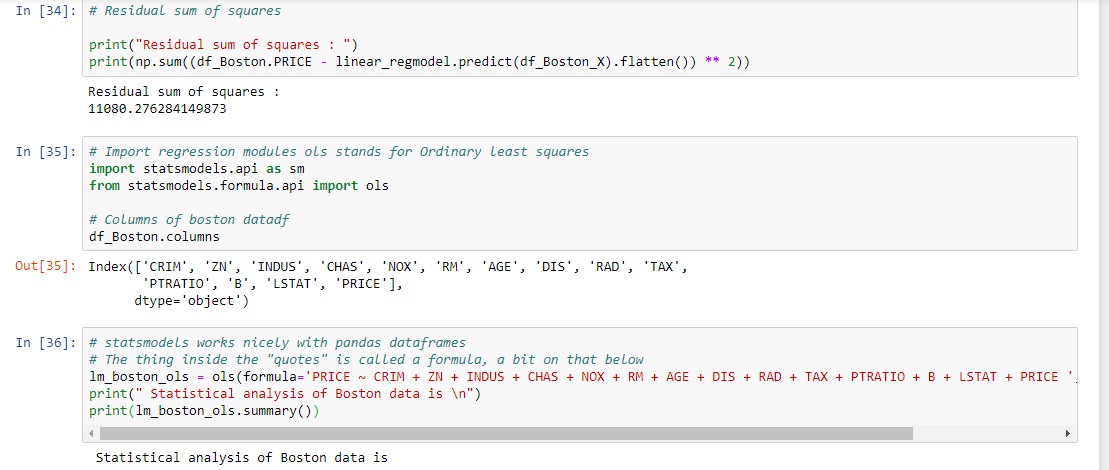 In [34]: # Residual sum of squares
print("Residual sum of squares : ")
print(np.sum((df_Boston.PRICE - linear_regmodel.predict(df_Boston_X).flatten()) ** 2))
Residual sum of squares :
11080.276284149873
In [35]: # Import regression modules ols stands for Ordinary least squares
import statsmodels.api as sm
from statsmodels.formula.api import ols
# Columns of boston datadf
df_Boston.columns
Out[35]: Index(['CRIM', 'ZN', 'INDUS', 'CHAS', 'NOX', 'RM', 'AGE', 'DIS', 'RAD', 'TAX',
'PTRATIO', 'B', 'LSTAT', 'PRICE'],
dtype='object')
In [36]: # statsmodels works nicely with pandas dataframes
# The thing inside the "quotes" is called a formula, a bit on that below
lm_boston_ols = ols(formula='PRICE ~ CRIM + ZN + INDUS + CHAS + NOX + RM + AGE + DIS + RAD + TAX + PTRATIO + B + LSTAT + PRICE '
print(" Statistical analysis of Boston data is \n")
print(lm_boston_ols.summary())
Statistical analysis of Boston data is